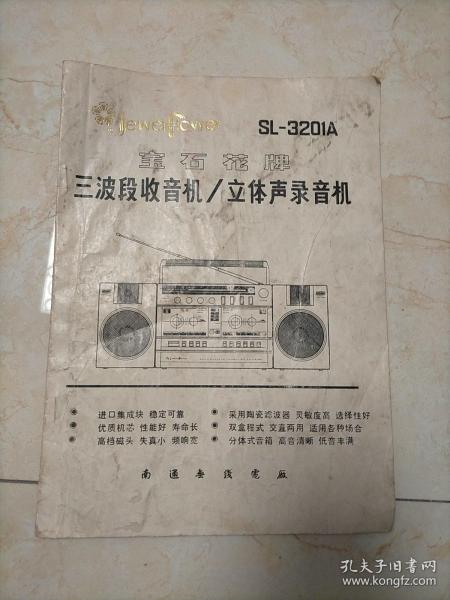 Jewel Flower SL-3201A
宝石花牌
三波段收音机/立体声录音机
进口集成块 稳定可靠
优质机芯 性能好 寿命长
高档磁头 失真小 频响宽
采用陶瓷滤波器 灵敏度高 选择性好
双盒程式 交直两用 适用各种场合
分体式音箱 高音清晰 低音丰满
南通无线电厂
孔夫子旧书网
www.kongfz.com